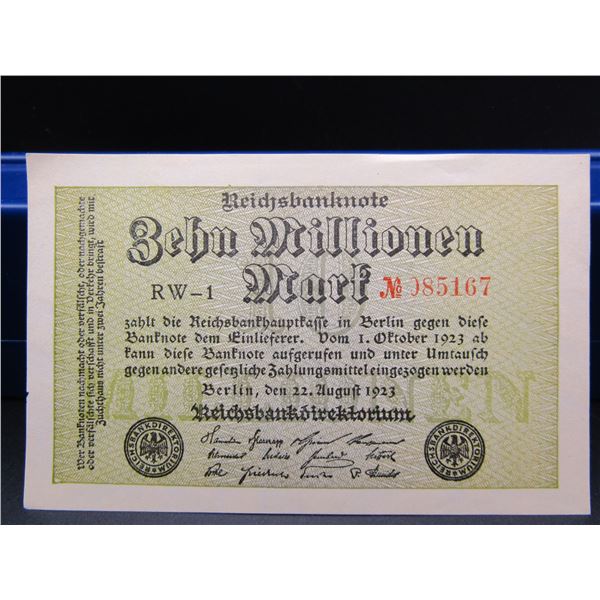 Reichsbanknote
Zehn Millionen
Mark
RW-1 № 085167
zahlt die Reichsbankhauptkasse in Berlin gegen diese
Banknote dem Einlieferer. Vom 1. Oktober 1923 ab
kann diese Banknote aufgerufen und unter Umtausch
gegen andere gesetzliche Zahlungsmittel eingezogen werden
Berlin, den 22. August 1923
Reichsbankdirektorium
REICHSBANKDIREKTORIUM
REICHSBANKDIREKTORIUM
Wer Banknoten nachmacht oder verfälscht, oder nachgemachte
oder verfälschte sich verschafft und in Verkehr bringt, wird mit
Zuchthaus nicht unter zwei Jahren bestraft